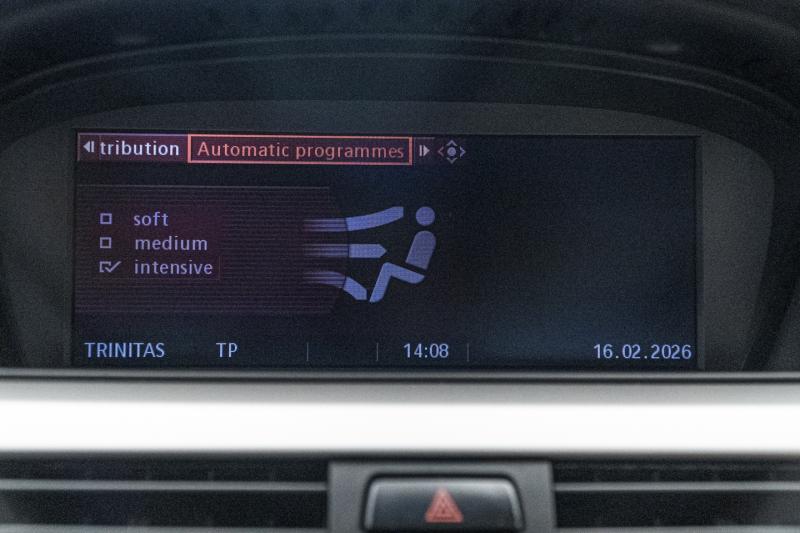 tribution Automatic programmes
soft
medium
intensive
TRINITAS TP 14:08 16.02.2026